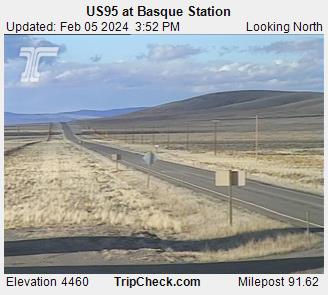 US95 at Basque Station
Updated: Feb 05 2024  3:52 PM Looking North
Elevation 4460 TripCheck.com Milepost 91.62